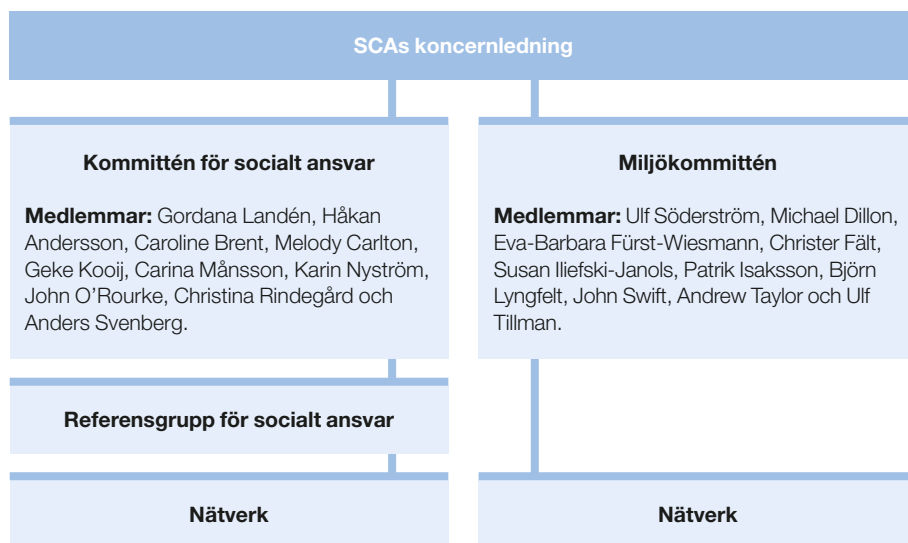 SCAs koncernledning
Kommittén för socialt ansvar
Medlemmar: Gordana Landén, Håkan
Andersson, Caroline Brent, Melody Carlton,
Geke Kooij, Carina Månsson, Karin Nyström,
John O’Rourke, Christina Rindegård och
Anders Svenberg.
Miljökommittén
Medlemmar: Ulf Söderström, Michael Dillon,
Eva-Barbara Fürst-Wiesmann, Christer Fält,
Susan Iliefski-Janols, Patrik Isaksson, Björn
Lyngfelt, John Swift, Andrew Taylor och Ulf
Tillman.
Referensgrupp för socialt ansvar
Nätverk
Nätverk